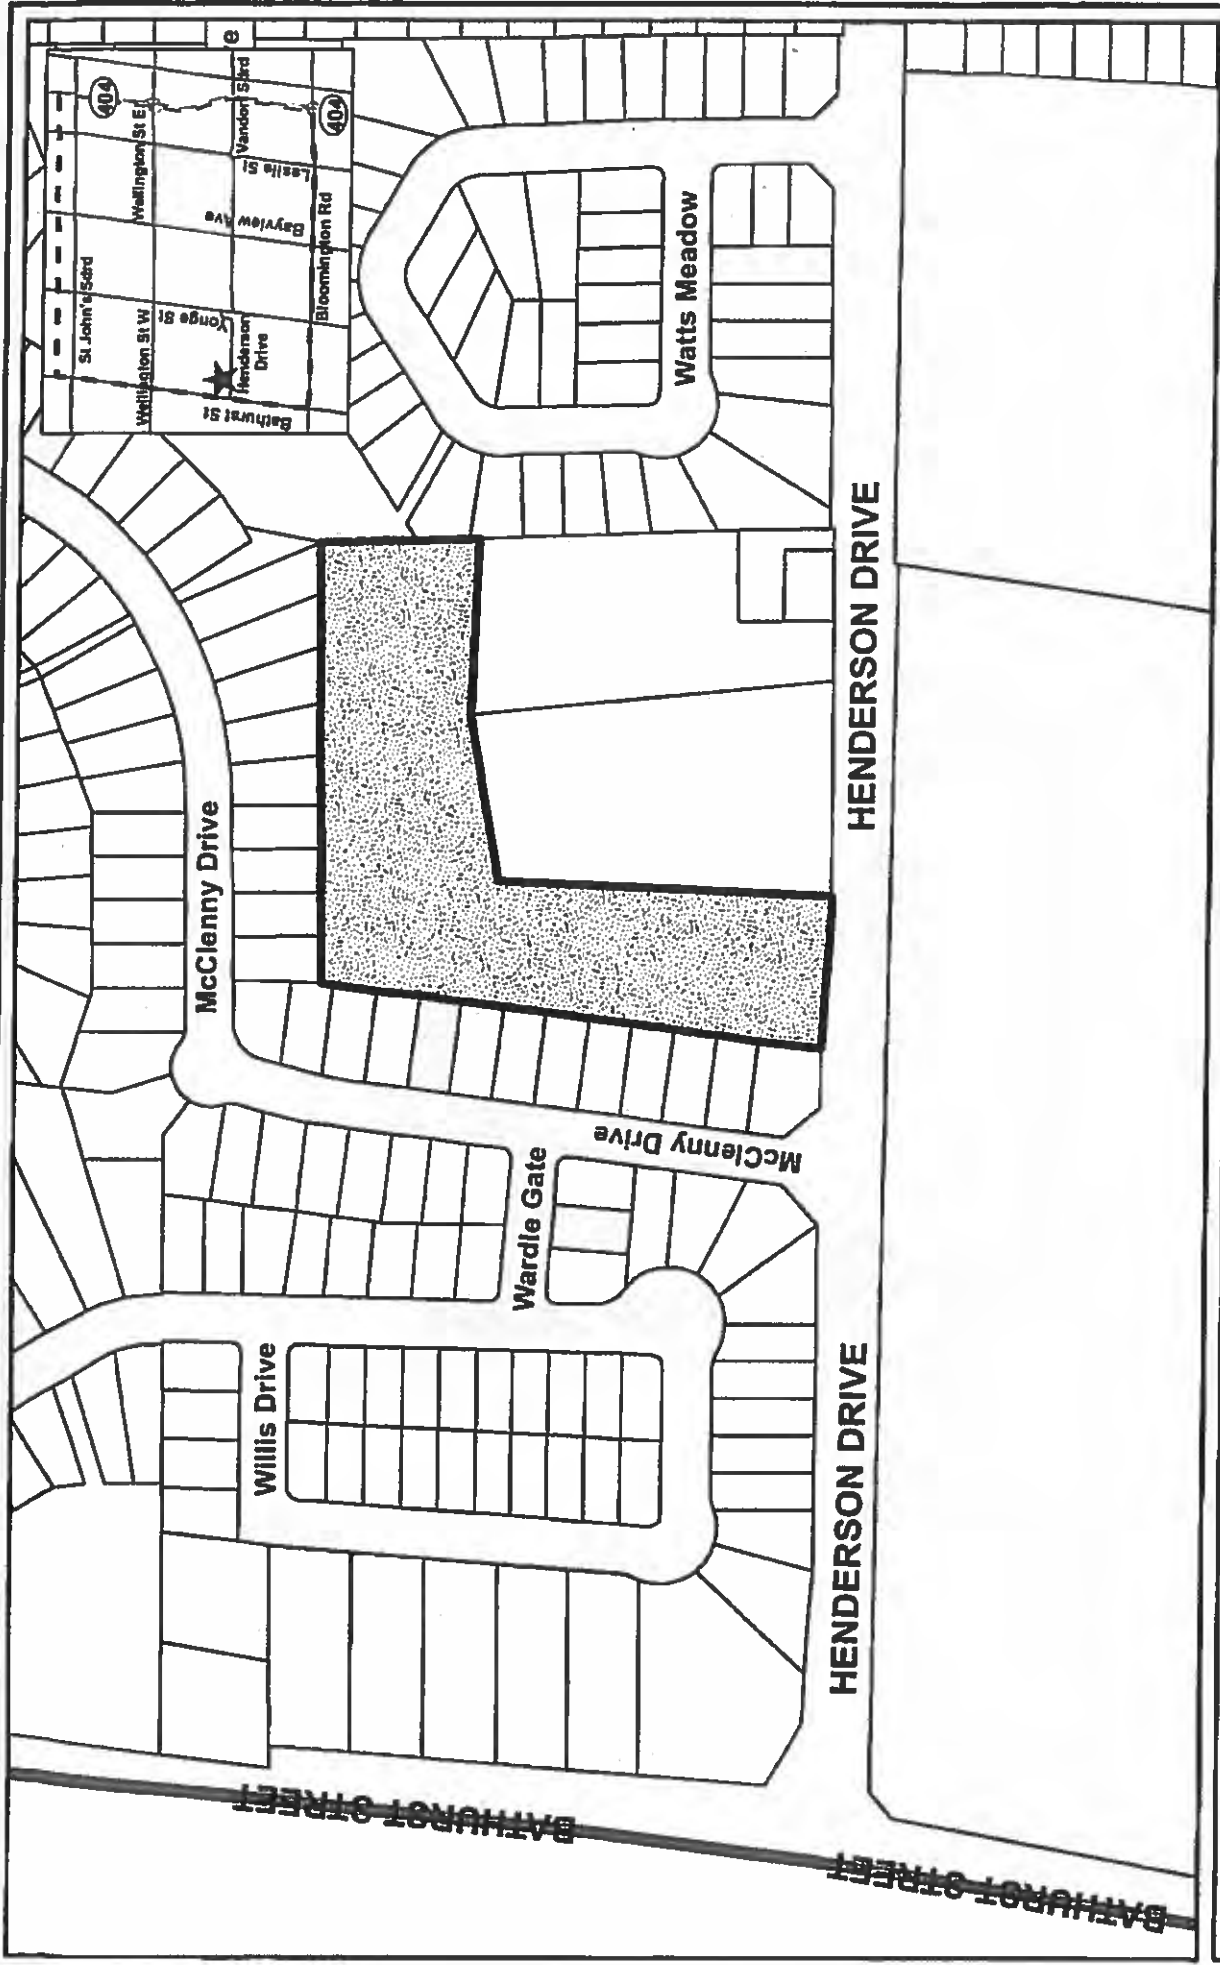 St John's Sdrd
Wellington St W
Wellington St E
404
Vandorf Sdrd
Leslie St
Bayview Ave
Yonge St
Henderson
Drive
Bathurst St
Bloomington Rd
404
e
McClenny Drive
McClenny Drive
Wardle Gate
Willis Drive
Watts Meadow
HENDERSON DRIVE
HENDERSON DRIVE
BATHURST STREET
BATHURST STREET